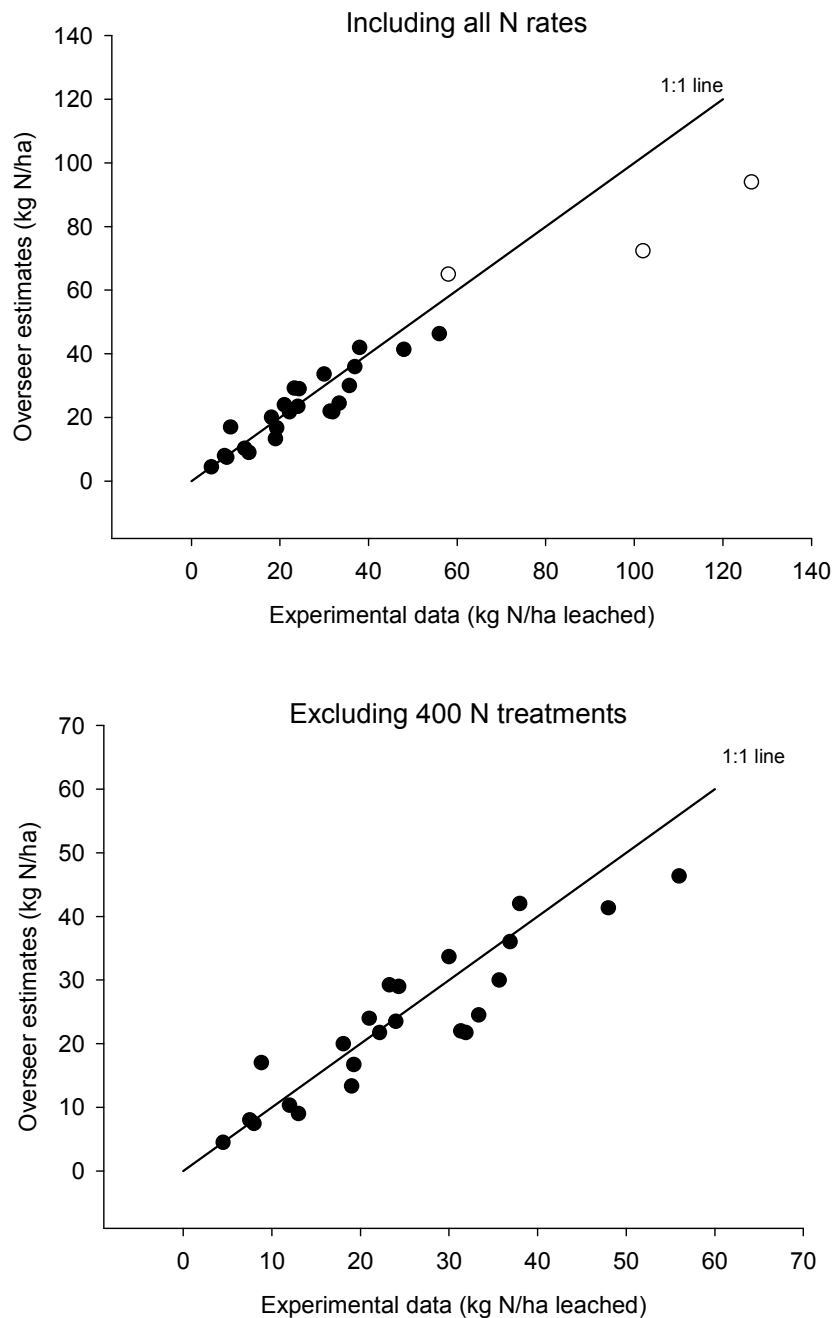 Including all N rates
140
120
100
80
60
40
20
0
Overseer estimates (kg N/ha)
1:1 line
0 20 40 60 80 100 120 140
Experimental data (kg N/ha leached)
Excluding 400 N treatments
70
60
50
40
30
20
10
0
Overseer estimates (kg N/ha)
1:1 line
0 10 20 30 40 50 60 70
Experimental data (kg N/ha leached)